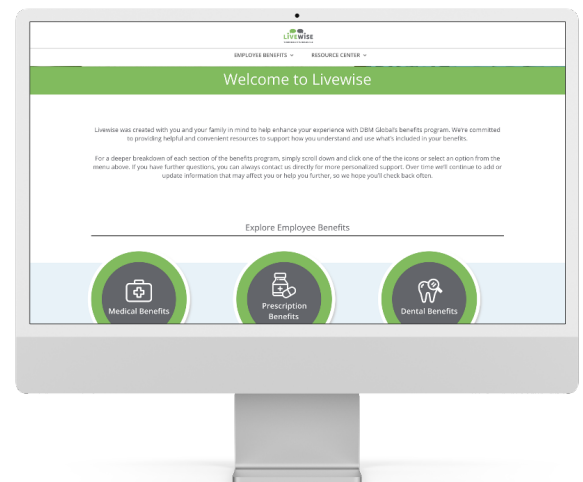 LIVEWISE
EMPLOYEE BENEFITS
RESOURCE CENTER
Welcome to Livewise
Livewise was created with you and your family in mind to help enhance your experience with DBM Global's benefits program. We're committed
to providing helpful and convenient resources to support how you understand and use what's included in your benefits.
For a deeper breakdown of each section of the benefits program, simply scroll down and click one of the the icons or select an option from the
menu above. If you have further questions, you can always contact us directly for more personalized support. Over time we'll continue to add or
update information that may affect you or help you further, so we hope you'll check back often.
Explore Employee Benefits
Medical Benefits
Prescription
Benefits
Dental Benefits